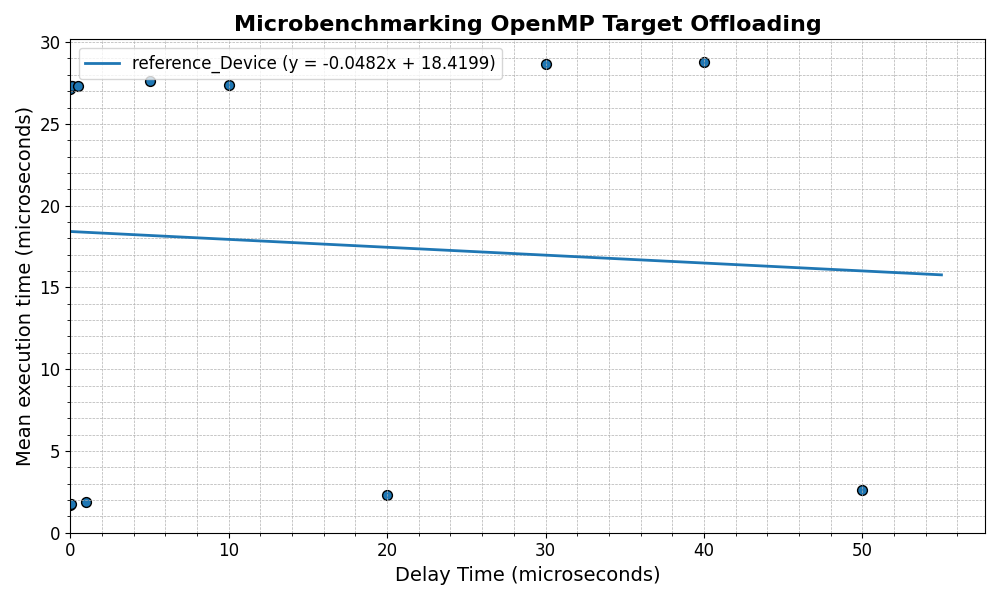 Microbenchmarking OpenMP Target Offloading
reference_Device (y = -0.0482x + 18.4199)
Mean execution time (microseconds)
30
25
20
15
10
5
0
0 10 20 30 40 50
Delay Time (microseconds)